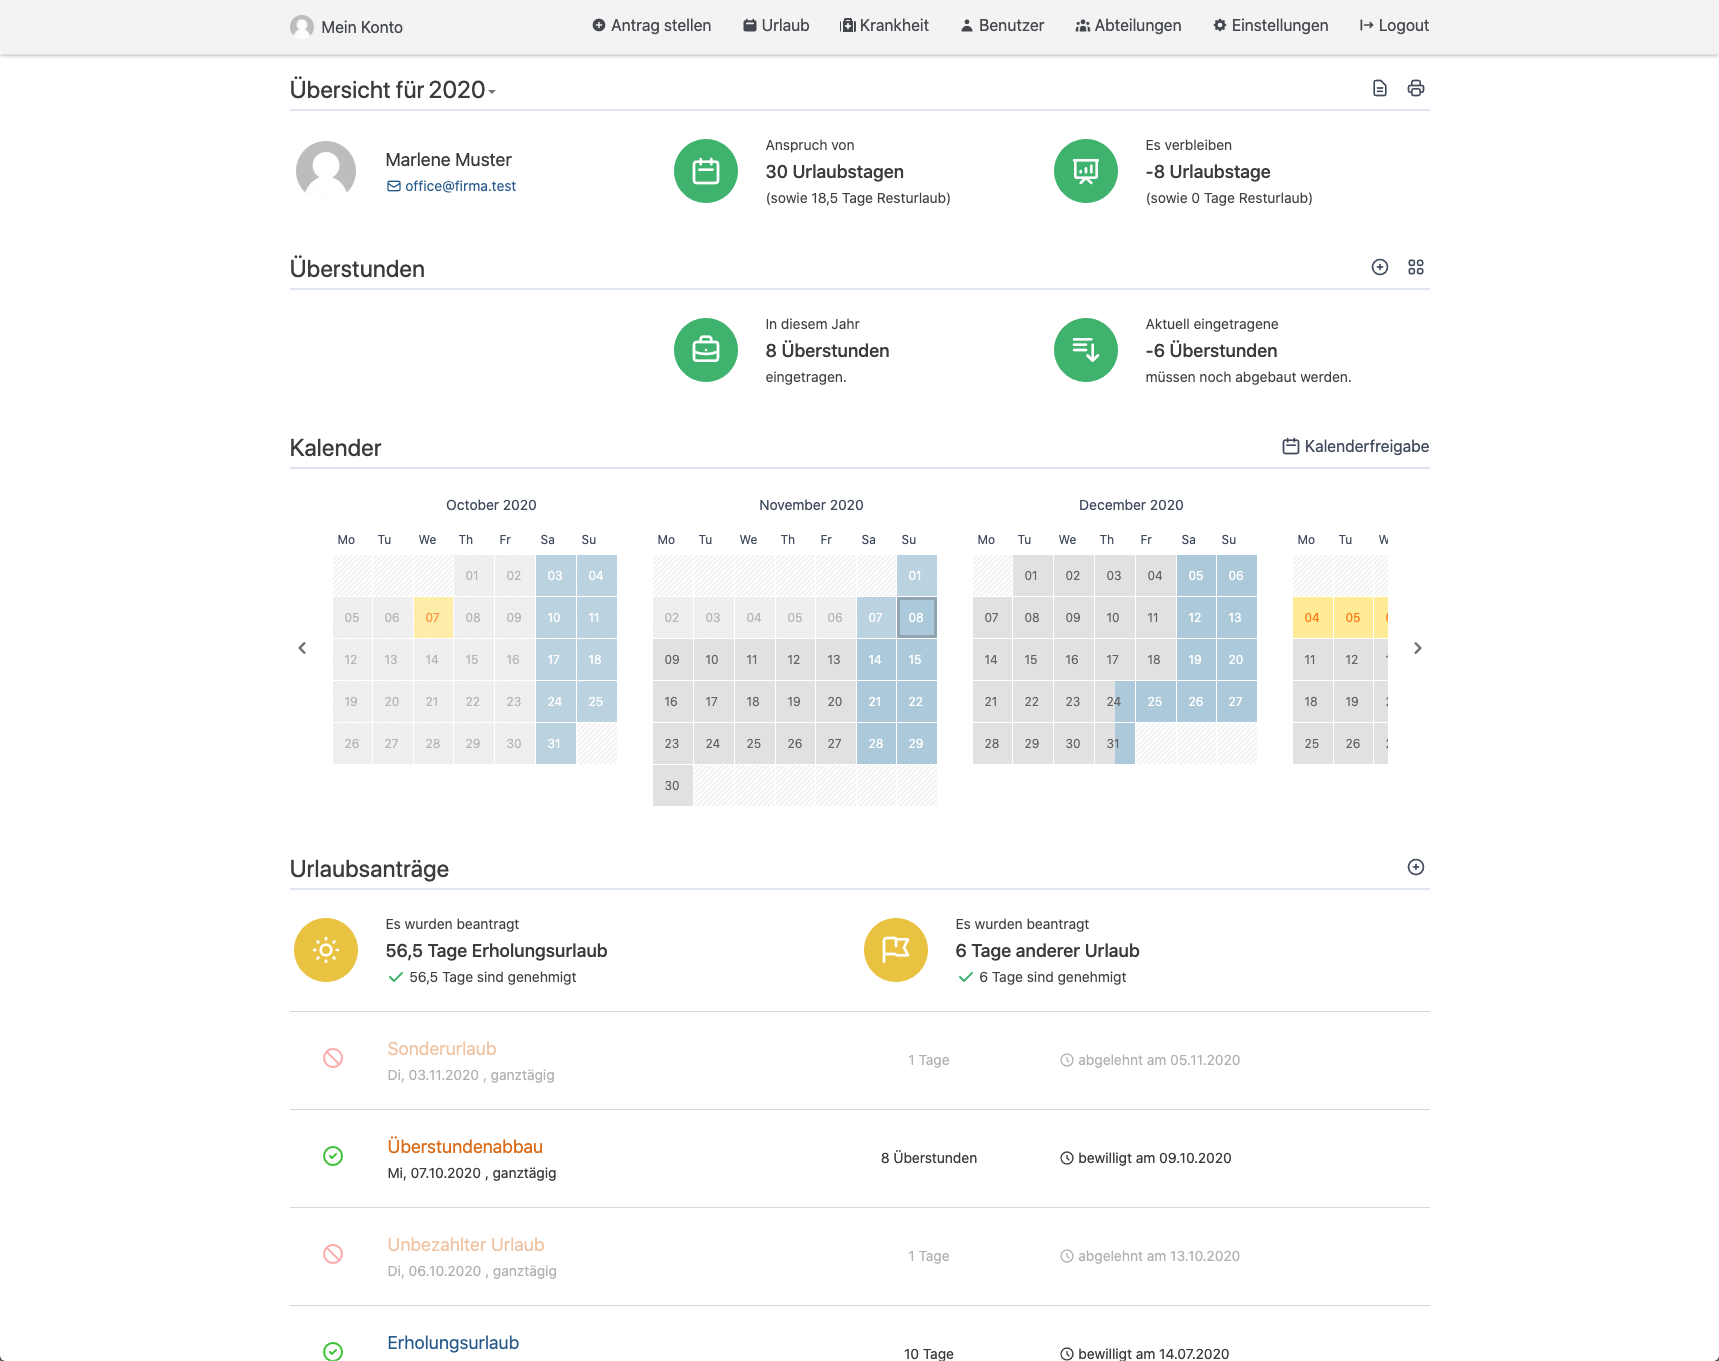 Mein Konto Antrag stellen Urlaub Krankheit Benutzer Abteilungen Einstellungen Logout
Übersicht für 2020
Marlene Muster
office@firma.test
Anspruch von
30 Urlaubstagen
(sowie 18,5 Tage Resturlaub)
Es verbleiben
-8 Urlaubstage
(sowie 0 Tage Resturlaub)
Überstunden
In diesem Jahr
8 Überstunden
eingetragen.
Aktuell eingetragene
-6 Überstunden
müssen noch abgebaut werden.
Kalender Kalenderfreigabe
October 2020
Mo Tu We Th Fr Sa Su
01 02 03 04
05 06 07 08 09 10 11
12 13 14 15 16 17 18
19 20 21 22 23 24 25
26 27 28 29 30 31
November 2020
Mo Tu We Th Fr Sa Su
01
02 03 04 05 06 07 08
09 10 11 12 13 14 15
16 17 18 19 20 21 22
23 24 25 26 27 28 29
30
December 2020
Mo Tu We Th Fr Sa Su
01 02 03 04 05 06
07 08 09 10 11 12 13
14 15 16 17 18 19 20
21 22 23 24 25 26 27
28 29 30 31
Mo Tu
04 05
11 12
18 19
25 26
Urlaubsanträge
Es wurden beantragt
56,5 Tage Erholungsurlaub
56,5 Tage sind genehmigt
Es wurden beantragt
6 Tage anderer Urlaub
6 Tage sind genehmigt
Sonderurlaub
Di, 03.11.2020 , ganztägig
1 Tage
abgelehnt am 05.11.2020
Überstundenabbau
Mi, 07.10.2020 , ganztägig
8 Überstunden
bewilligt am 09.10.2020
Unbezahlter Urlaub
Di, 06.10.2020 , ganztägig
1 Tage
abgelehnt am 13.10.2020
Erholungsurlaub
10 Tage
bewilligt am 14.07.2020